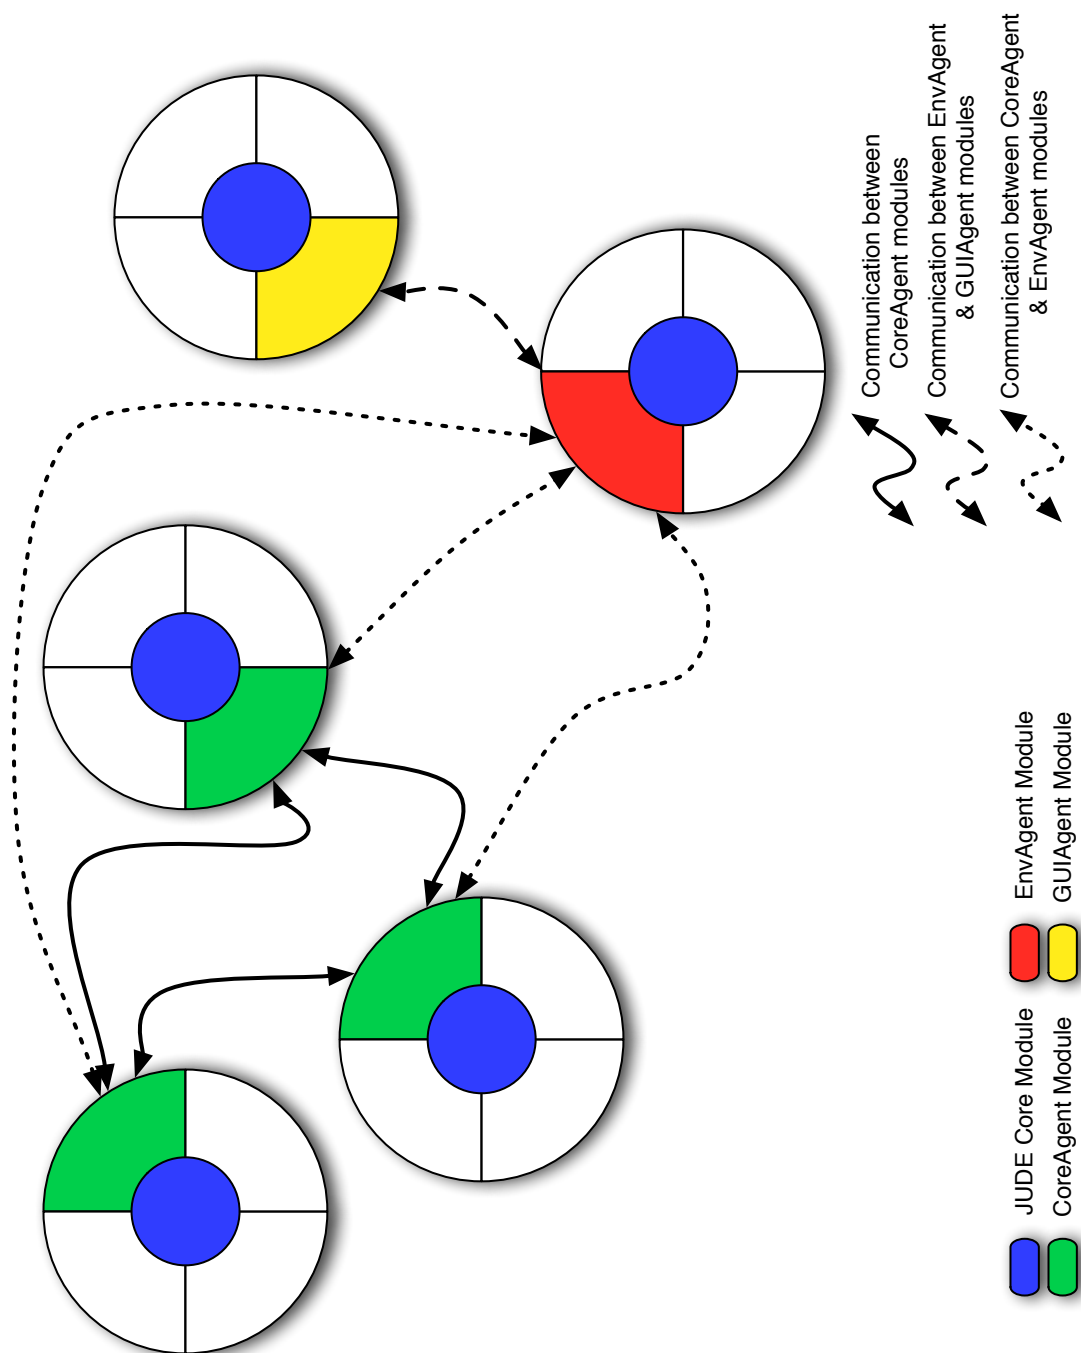 Communication between
CoreAgent modules
Communication between EnvAgent
& GUIAgent modules
Communication between CoreAgent
& EnvAgent modules
JUDE Core Module
EnvAgent Module
CoreAgent Module
GUIAgent Module